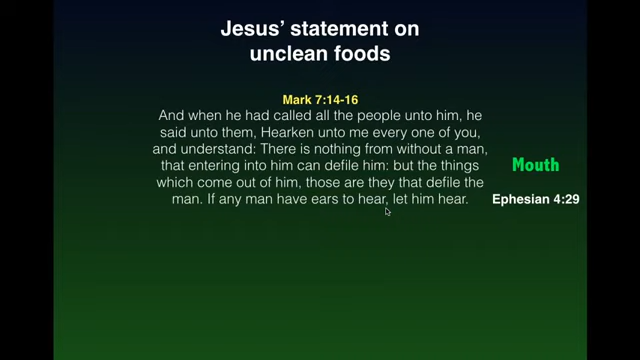 Jesus' statement on
unclean foods
Mark 7:14-16
And when he had called all the people unto him, he
said unto them, Hearken unto me every one of you,
and understand: There is nothing from without a man,
that entering into him can defile him: but the things
which come out of him, those are they that defile the
man. If any man have ears to hear, let him hear.
Mouth
Ephesian 4:29